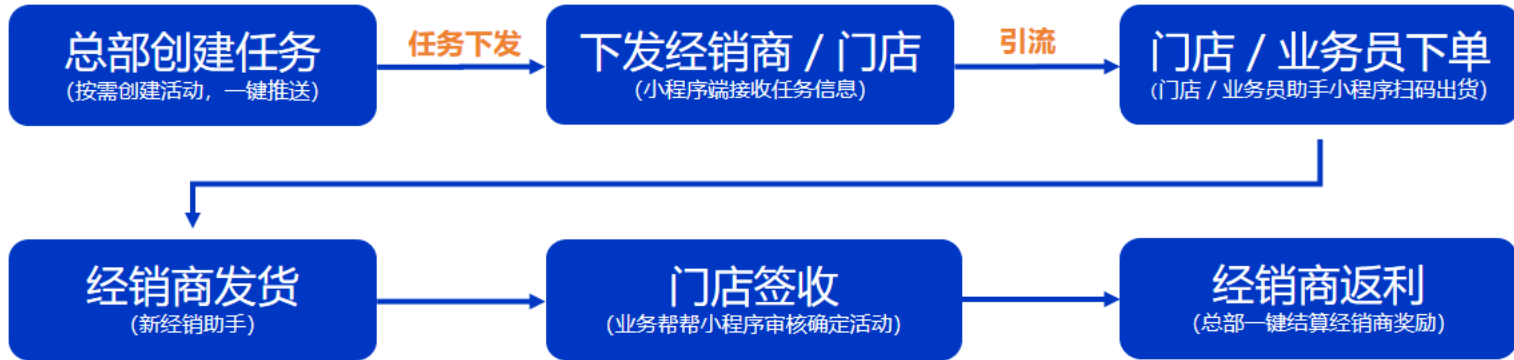 总部创建任务
(按需创建活动，一键推送)
任务下发
下发经销商 / 门店
(小程序端接收任务信息)
引流
门店 / 业务员下单
(门店 / 业务员助手小程序扫码出货)
经销商发货
(新经销助手)
门店签收
(业务帮帮小程序审核确定活动)
经销商返利
(总部一键结算经销商奖励)